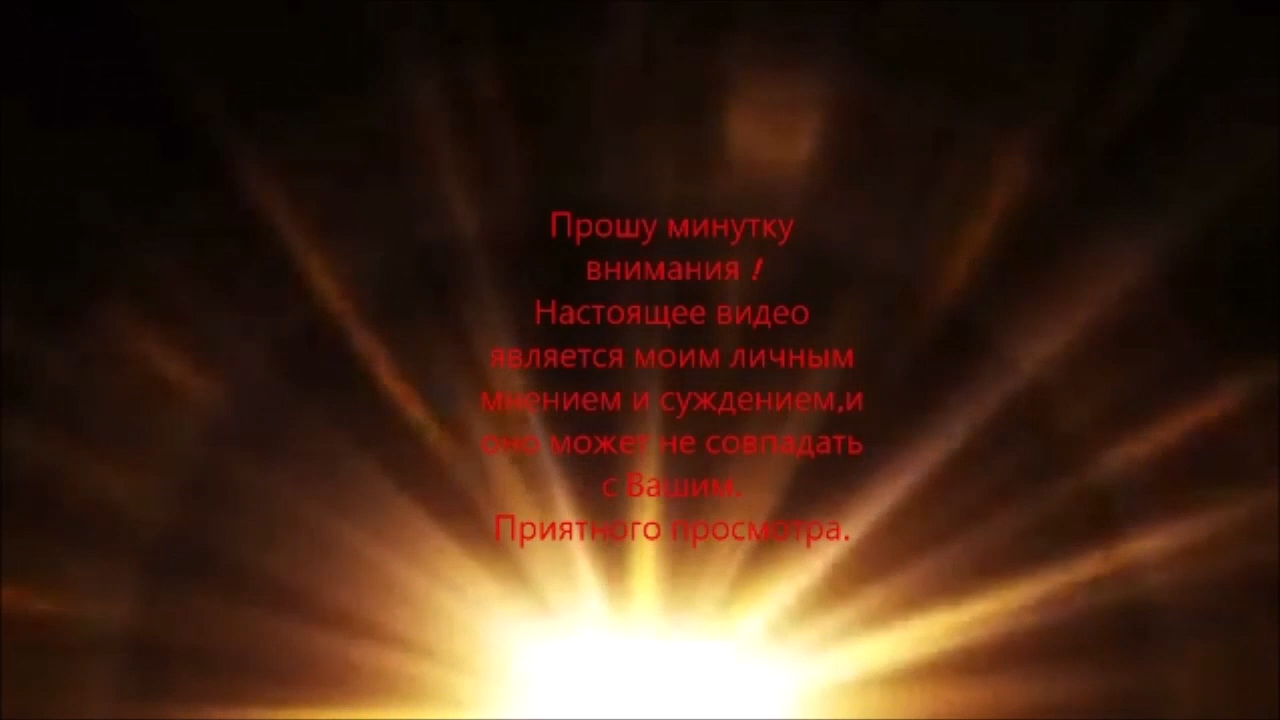 Прошу минутку
внимания !
Настоящее видео
является моим личным
мнением и суждением,и
оно может не совпадать
с Вашим.
Приятного просмотра.